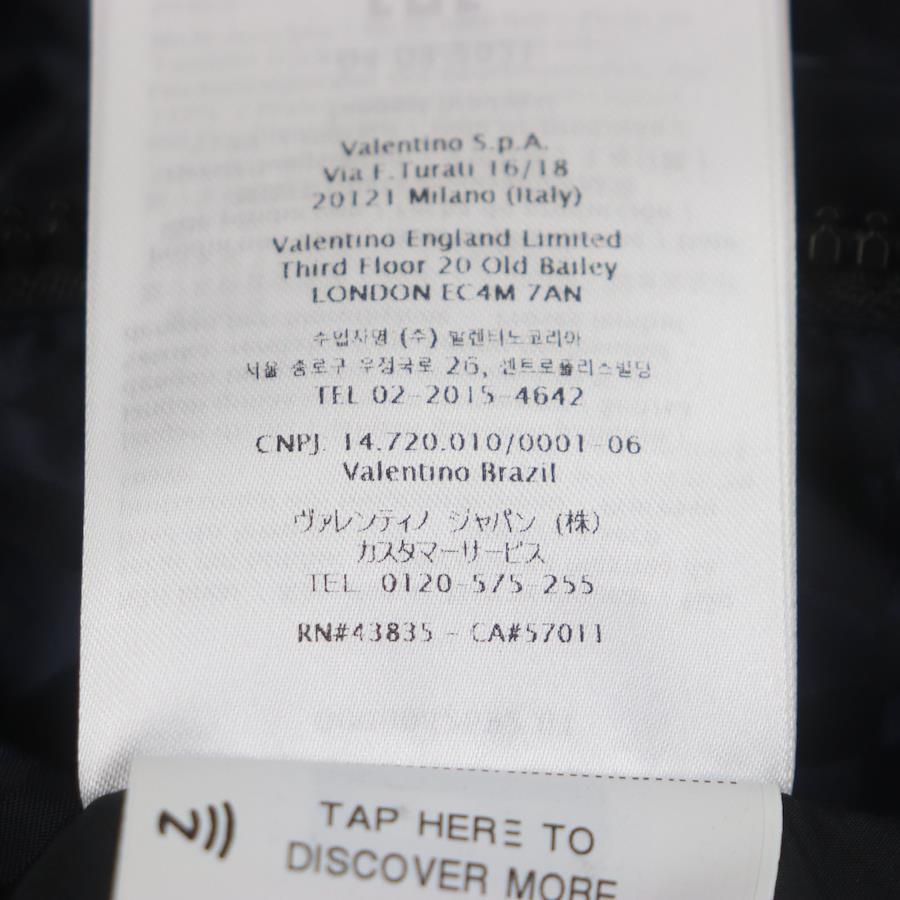 Valentino S.p.A.
Via F.Turati 16/18
20121 Milano (Italy)
Valentino England Limited
Third Floor 20 Old Bailey
LONDON EC4M 7AN
수입자명 (주) 발렌티노코리아
서울 종로구 우정국로 26, 센트로폴리스빌딩
TEL 02-2015-4642
CNPJ. 14.720.010/0001-06
Valentino Brazil
ヴァレンティノ ジャパン (株)
カスタマーサービス
TEL 0120-575-255
RN#43835 - CA#57011
TAP HERE TO
DISCOVER MORE